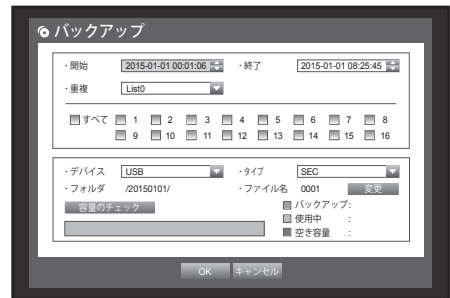 バックアップ
・開始 2015-01-01 00:01:06 ・終了 2015-01-01 08:25:45
・重複 List0
すべて 1 2 3 4 5 6 7 8
9 10 11 12 13 14 15 16
・デバイス USB ・タイプ SEC
・フォルダ /20150101/ ・ファイル名 0001 変更
容量のチェック バックアップ:
使用中 :
空き容量 :
OK キャンセル